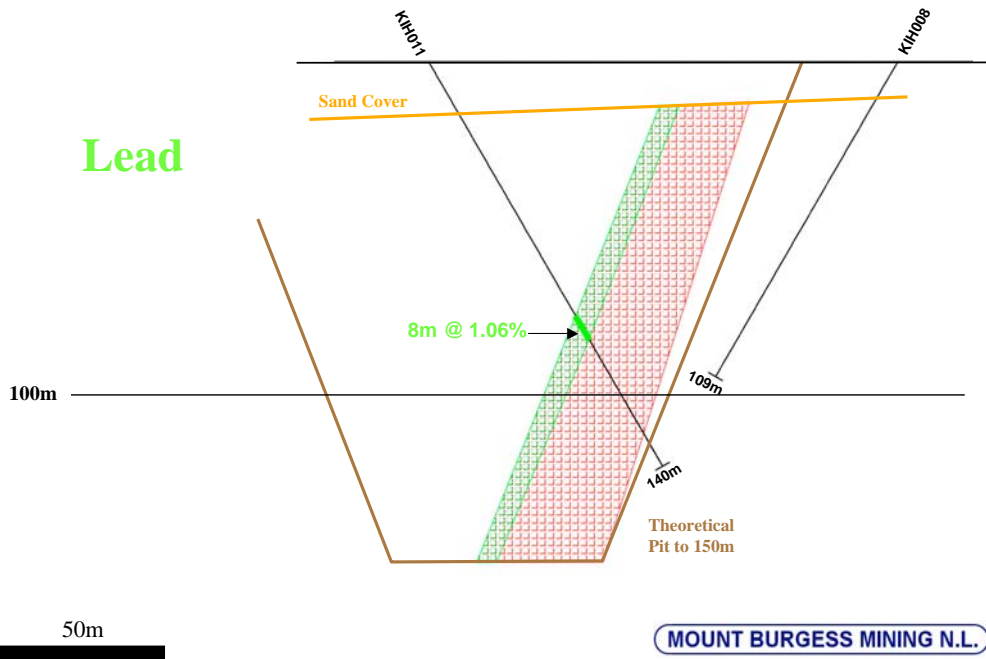 KIH011
KIH008
Sand Cover
Lead
8m @ 1.06%
109m
100m
140m
Theoretical
Pit to 150m
50m
MOUNT BURGESS MINING N.L.